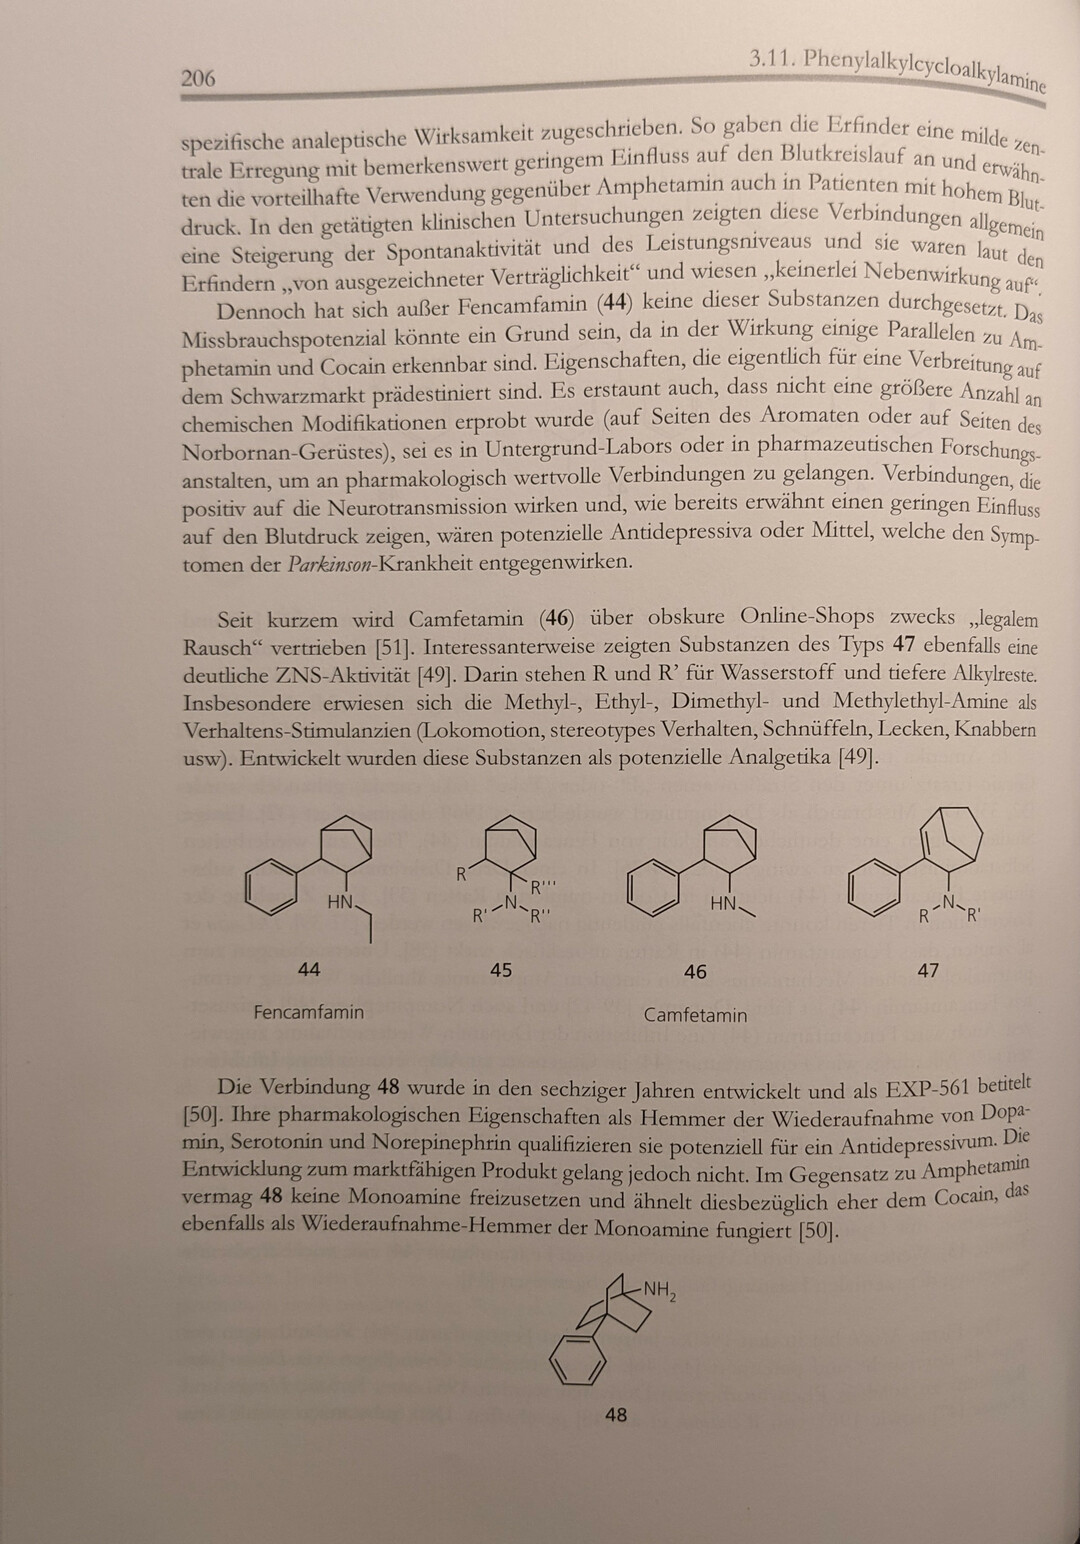 206
3.11. Phenylalkylcycloalkylamine
spezifische analeptische Wirksamkeit zugeschrieben. So gaben die Erfinder eine milde zen-
trale Erregung mit bemerkenswert geringem Einfluss auf den Blutkreislauf an und erwähn-
ten die vorteilhafte Verwendung gegenüber Amphetamin auch in Patienten mit hohem Blut-
druck. In den getätigten klinischen Untersuchungen zeigten diese Verbindungen allgemein
eine Steigerung der Spontanaktivität und des Leistungsniveaus und sie waren laut den
Erfindern „von ausgezeichneter Verträglichkeit“ und wiesen „keinerlei Nebenwirkung auf“.
Dennoch hat sich außer Fencamfamin (44) keine dieser Substanzen durchgesetzt. Das
Missbrauchspotenzial könnte ein Grund sein, da in der Wirkung einige Parallelen zu Am-
phetamin und Cocain erkennbar sind. Eigenschaften, die eigentlich für eine Verbreitung auf
dem Schwarzmarkt prädestiniert sind. Es erstaunt auch, dass nicht eine größere Anzahl an
chemischen Modifikationen erprobt wurde (auf Seiten des Aromaten oder auf Seiten des
Norbornan-Gerüstes), sei es in Untergrund-Labors oder in pharmazeutischen Forschungs-
anstalten, um an pharmakologisch wertvolle Verbindungen zu gelangen. Verbindungen, die
positiv auf die Neurotransmission wirken und, wie bereits erwähnt einen geringen Einfluss
auf den Blutdruck zeigen, wären potenzielle Antidepressiva oder Mittel, welche den Symp-
tomen der Parkinson-Krankheit entgegenwirken.
Seit kurzem wird Camfetamin (46) über obskure Online-Shops zwecks „legalem
Rausch“ vertrieben [51]. Interessanterweise zeigten Substanzen des Typs 47 ebenfalls eine
deutliche ZNS-Aktivität [49]. Darin stehen R und R’ für Wasserstoff und tiefere Alkylreste.
Insbesondere erwiesen sich die Methyl-, Ethyl-, Dimethyl- und Methylethyl-Amine als
Verhaltens-Stimulanzien (Lokomotion, stereotypes Verhalten, Schnüffeln, Lecken, Knabbern
usw). Entwickelt wurden diese Substanzen als potenzielle Analgetika [49].
HN
R
R'''
R'
N
R''
HN
R
N
R'
44
45
46
47
Fencamfamin
Camfetamin
Die Verbindung 48 wurde in den sechziger Jahren entwickelt und als EXP-561 betitelt
[50]. Ihre pharmakologischen Eigenschaften als Hemmer der Wiederaufnahme von Dopa-
min, Serotonin und Norepinephrin qualifizieren sie potenziell für ein Antidepressivum. Die
Entwicklung zum marktfähigen Produkt gelang jedoch nicht. Im Gegensatz zu Amphetamin
vermag 48 keine Monoamine freizusetzen und ähnelt diesbezüglich eher dem Cocain, das
ebenfalls als Wiederaufnahme-Hemmer der Monoamine fungiert [50].
NH2
48